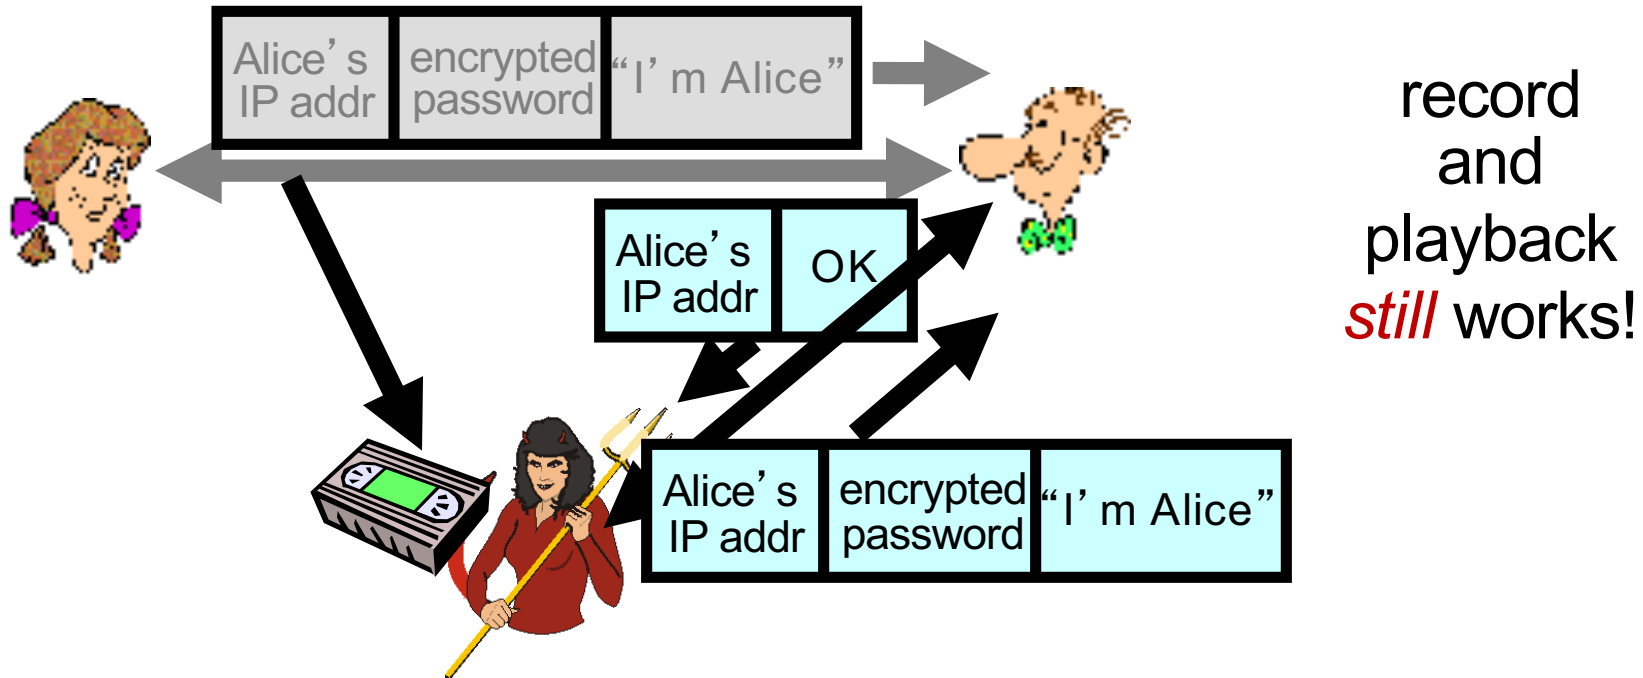 Alice’s
IP addr
encrypted
password
“I’m Alice”
record
and
playback
still works!
Alice’s
IP addr
OK
Alice’s
IP addr
encrypted
password
“I’m Alice”